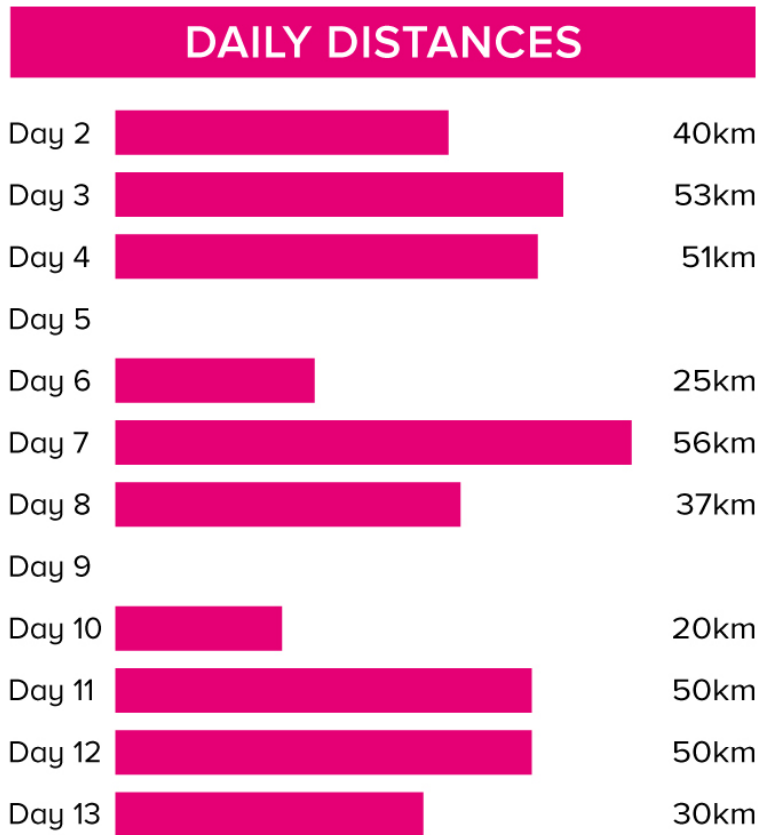 DAILY DISTANCES
Day 2 40km
Day 3 53km
Day 4 51km
Day 5
Day 6 25km
Day 7 56km
Day 8 37km
Day 9
Day 10 20km
Day 11 50km
Day 12 50km
Day 13 30km